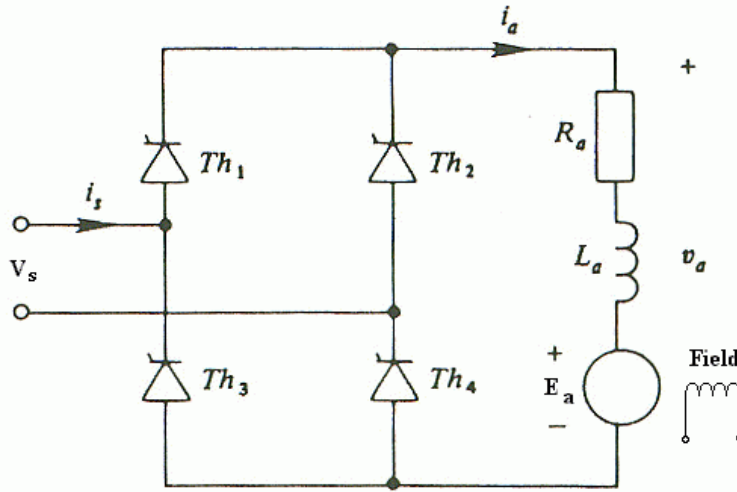 i_a
+
R_a
Th_1
Th_2
i_s
V_s
L_a
v_a
+
Field
Th_3
Th_4
E_a
−